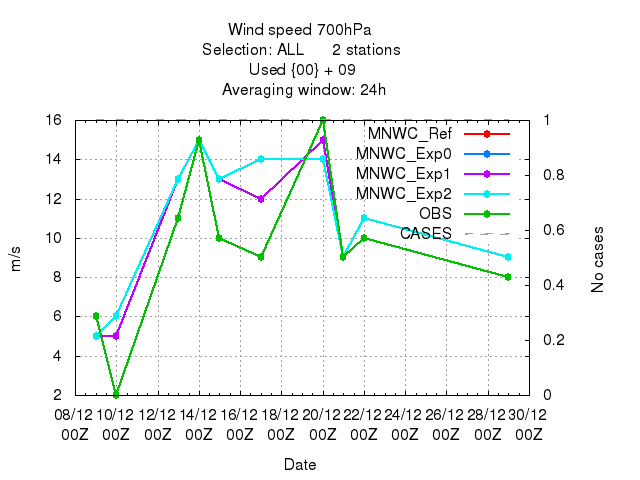 Wind speed 700hPa
Selection: ALL 2 stations
Used {00} + 09
Averaging window: 24h
16
14
12
10
8
6
4
2
m/s
1
0.8
0.6
0.4
0.2
0
No cases
MNWC_Ref
MNWC_Exp0
MNWC_Exp1
MNWC_Exp2
OBS
CASES
08/12 10/12 12/12 14/12 16/12 18/12 20/12 22/12 24/12 26/12 28/12 30/12
00Z 00Z 00Z 00Z 00Z 00Z 00Z 00Z 00Z 00Z 00Z 00Z
Date